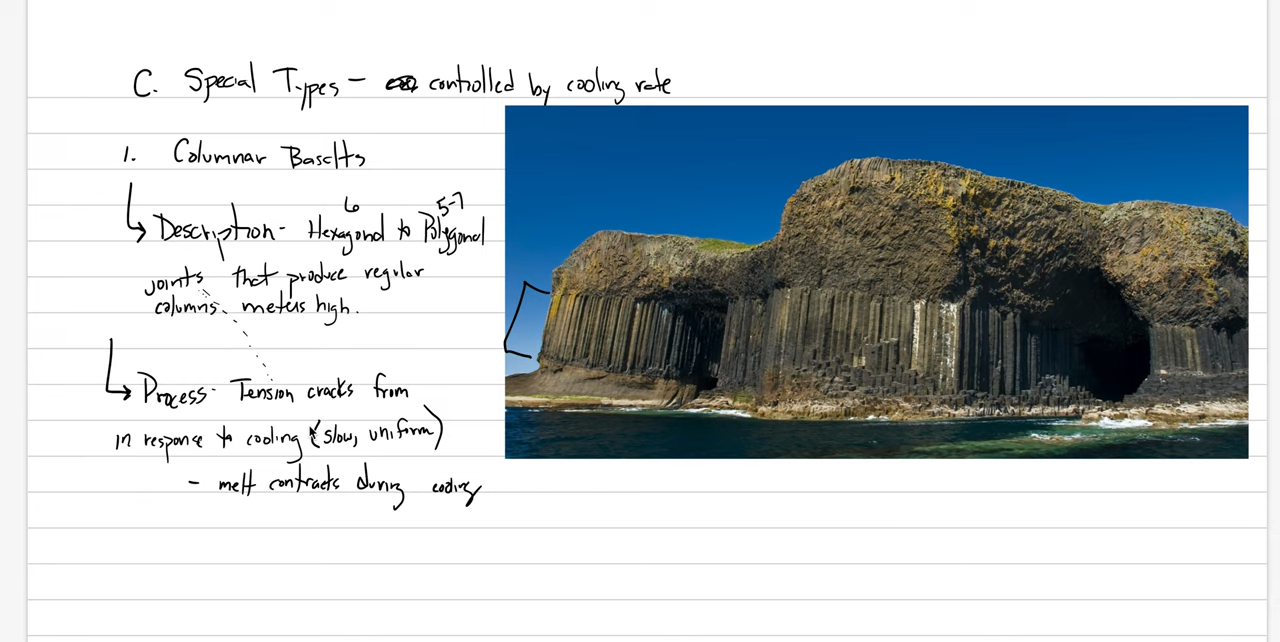 C. Special Types - controlled by cooling rate
1. Columnar Basalts
6 5-7
Description - Hexagonal to Polygonal
joints that produce regular
columns. meters high.
Process - Tension cracks from
in response to cooling (slow, uniform)
- melt contracts during cooling